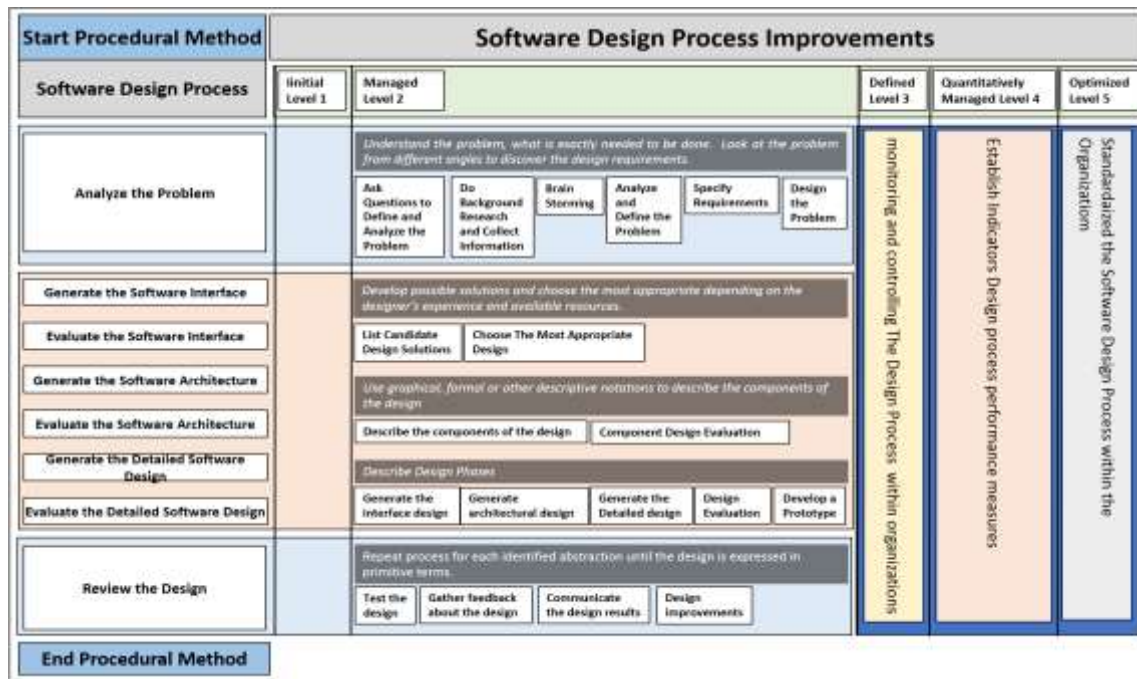 Start Procedural Method
Software Design Process Improvements
Software Design Process
Iinitial
Level 1
Managed
Level 2
Defined
Level 3
Quantitatively
Managed Level 4
Optimized
Level 5
Analyze the Problem
Understand the problem, what is exactly needed to be done. Look at the problem
from different angles to discover the design requirements
Ask
Questions to
Define and
Analyze the
Problem
Do
Background
Research
and Collect
Information
Brain
Storming
Analyze
and
Define the
Problem
Specify
Requirements
Design
the
Problem
Generate the Software Interface
Evaluate the Software Interface
Generate the Software Architecture
Evaluate the Software Architecture
Generate the Detailed Software
Design
Evaluate the Detailed Software Design
Develop possible solutions and choose the most appropriate depending on the
designer's experience and available resources.
List Candidate
Design Solutions
Choose The Most Appropriate
Design
Use graphical, formal or other descriptive notations to describe the components of
the design
Describe the components of the design
Component Design Evaluation
Describe Design Phases
Generate the
Interface design
Generate
architectural design
Generate the
Detailed design
Design
Evaluation
Develop a
Prototype
Review the Design
Repeat process for each identified abstraction until the design is expressed in
primitive terms.
Test the
design
Gather feedback
about the design
Communicate
the design results
Design
improvements
monitoring and controlling The Design Process within organizations
Establish Indicators Design process performance measures
Standardaized the Software Design Process within the
Organizatiom
End Procedural Method